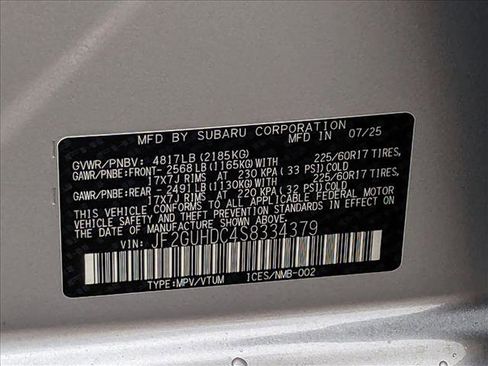 MFD BY SUBARU CORPORATION
MFD IN 07/25
GVWR/PNBV: 4817LB (2185KG)
GAWR/PNBE:FRONT-2568LB (1165KG)WITH 225/60R17 TIRES,
17X7J RIMS AT 230 KPA (33 PSI) COLD
GAWR/PNBE:REAR -2491LB (1130KG)WITH 225/60R17 TIRES,
17X7J RIMS AT 220 KPA (32 PSI) COLD
THIS VEHICLE CONFORMS TO ALL APPLICABLE FEDERAL MOTOR
VEHICLE SAFETY STANDARDS IN EFFECT ON
THE DATE OF MANUFACTURE SHOWN ABOVE.
VIN: JF2GUHDC4S8334379
TYPE:MPV/VTUM ICES/NMB-002